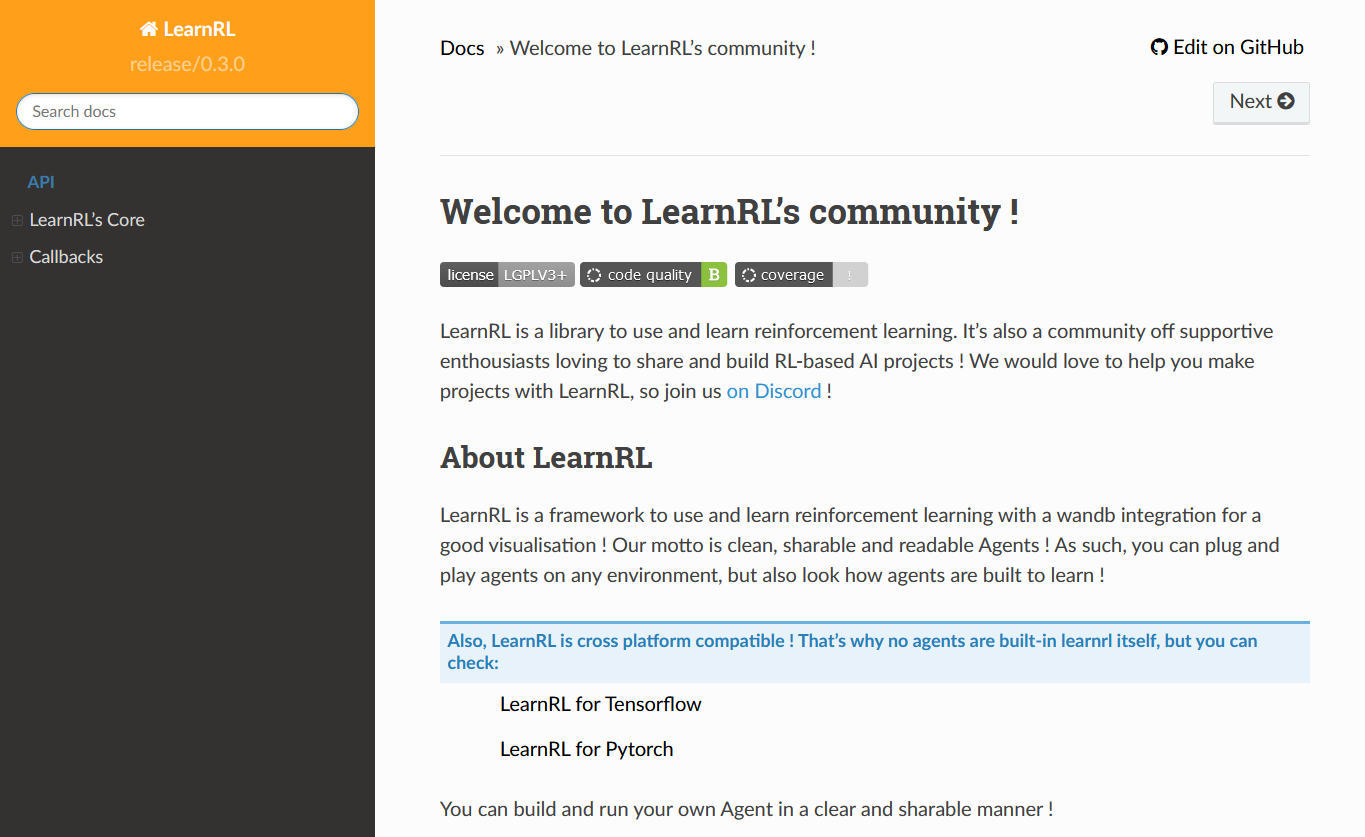 LearnRL
release/0.3.0
Search docs
API
LearnRL’s Core
Callbacks
Docs » Welcome to LearnRL’s community !
Edit on GitHub
Next
Welcome to LearnRL’s community !
license LGPLV3+ code quality B coverage !
LearnRL is a library to use and learn reinforcement learning. It’s also a community off supportive
enthousiasts loving to share and build RL-based AI projects ! We would love to help you make
projects with LearnRL, so join us on Discord !
About LearnRL
LearnRL is a framework to use and learn reinforcement learning with a wandb integration for a
good visualisation ! Our motto is clean, sharable and readable Agents ! As such, you can plug and
play agents on any environment, but also look how agents are built to learn !
Also, LearnRL is cross platform compatible ! That’s why no agents are built-in learnrl itself, but you can
check:
LearnRL for Tensorflow
LearnRL for Pytorch
You can build and run your own Agent in a clear and sharable manner !